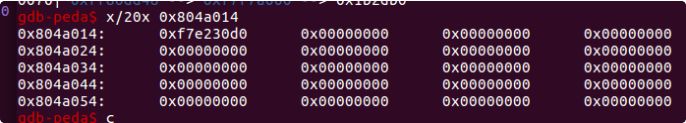 gdb-peda$ x/20x 0x804a014
0x804a014: 0xf7e230d0 0x00000000 0x00000000 0x00000000
0x804a024: 0x00000000 0x00000000 0x00000000 0x00000000
0x804a034: 0x00000000 0x00000000 0x00000000 0x00000000
0x804a044: 0x00000000 0x00000000 0x00000000 0x00000000
0x804a054: 0x00000000 0x00000000 0x00000000 0x00000000
gdb-peda$ c